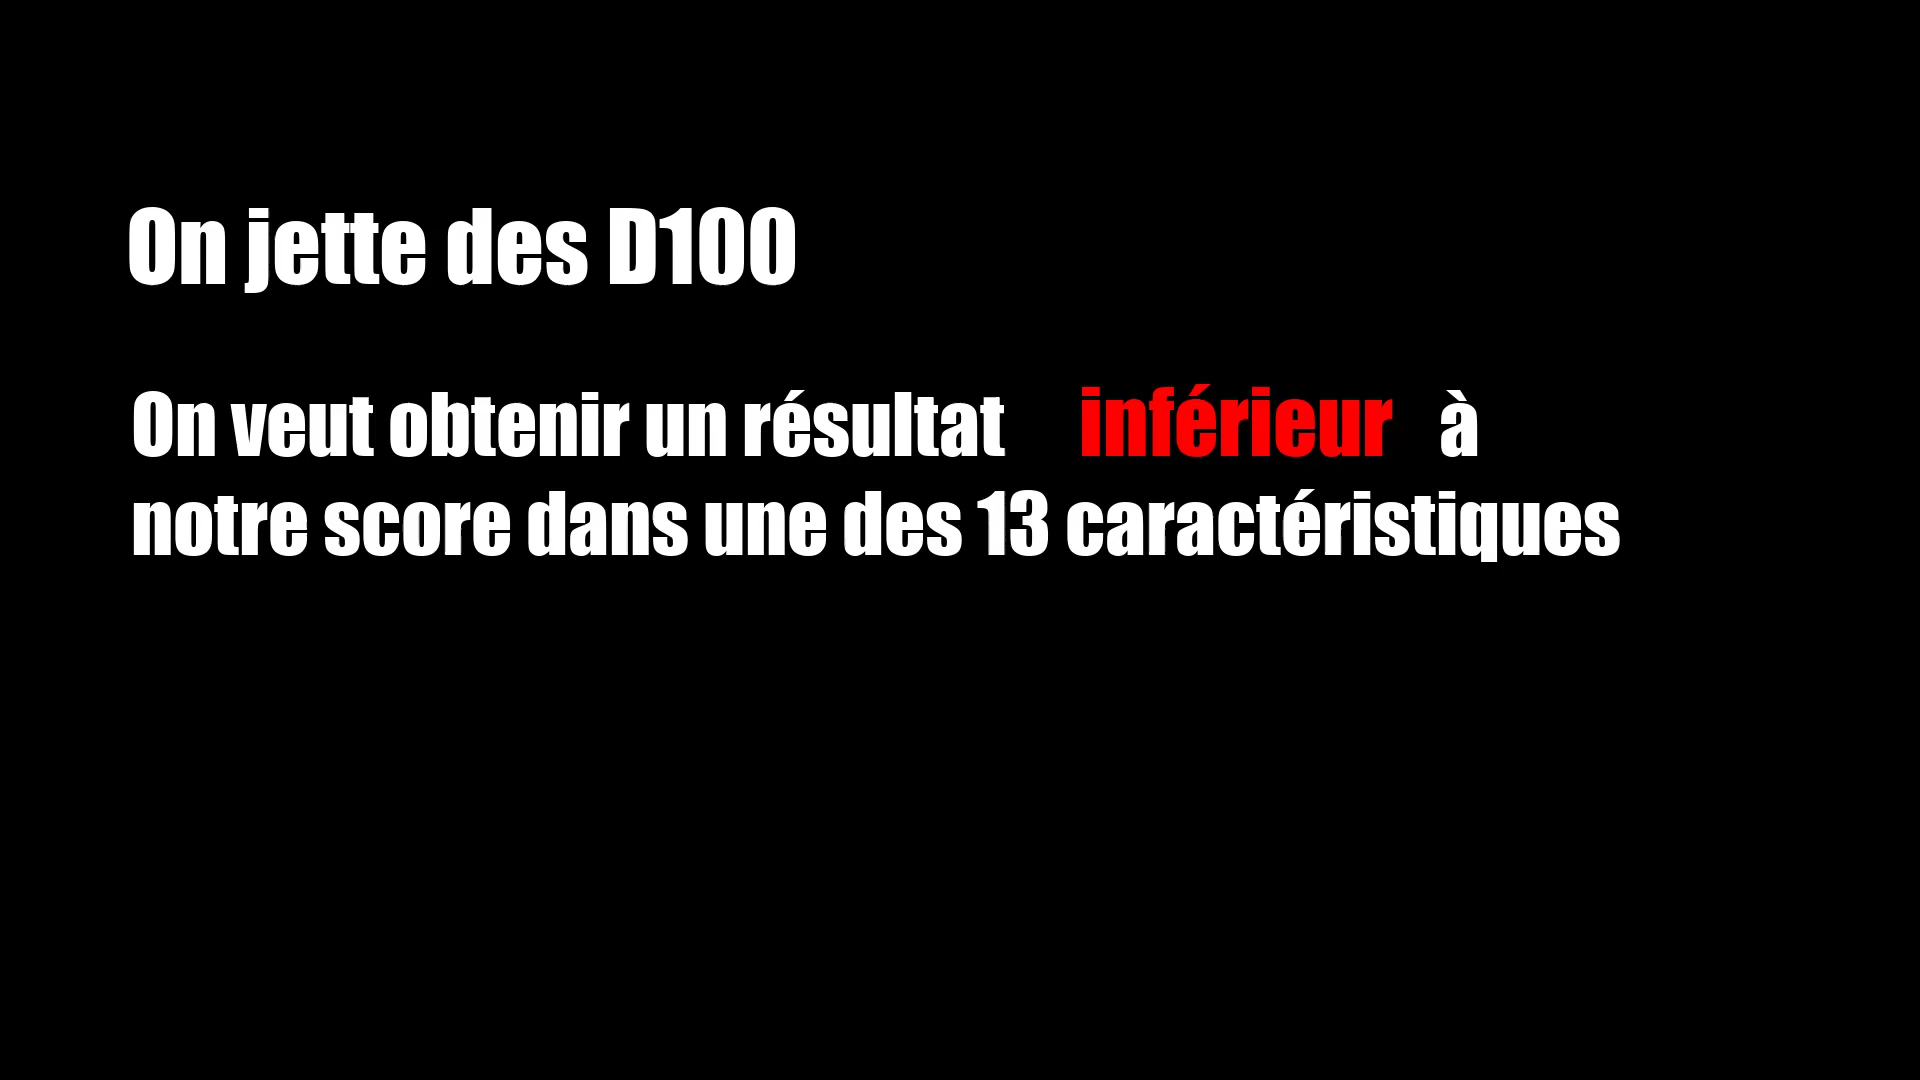 On jette des D100
On veut obtenir un résultat inférieur à
notre score dans une des 13 caractéristiques